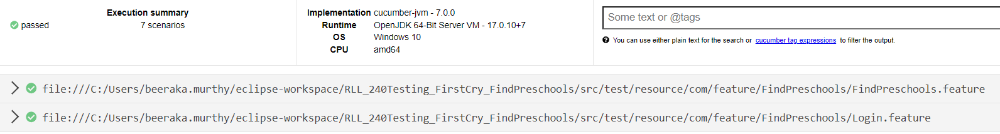 Execution summary
passed 7 scenarios
Implementation cucumber-jvm - 7.0.0
Runtime OpenJDK 64-Bit Server VM - 17.0.10+7
OS Windows 10
CPU amd64
Some text or @tags
You can use either plain text for the search or cucumber tag expressions to filter the output.
file:///C:/Users/beeraka.murthy/eclipse-workspace/RLL_240Testing_FirstCry_FindPreschools/src/test/resource/com/feature/FindPreschools/FindPreschools.feature
file:///C:/Users/beeraka.murthy/eclipse-workspace/RLL_240Testing_FirstCry_FindPreschools/src/test/resource/com/feature/FindPreschools/Login.feature